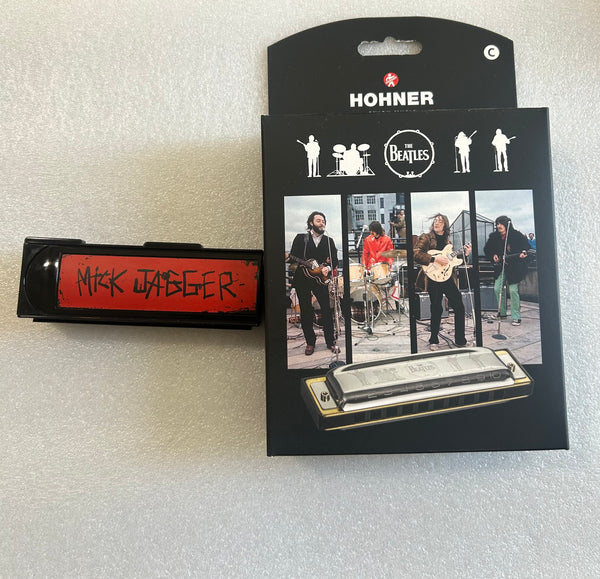 MICK JAGGER
C
HOHNER
THE
BEATLES
THE
BEATLES